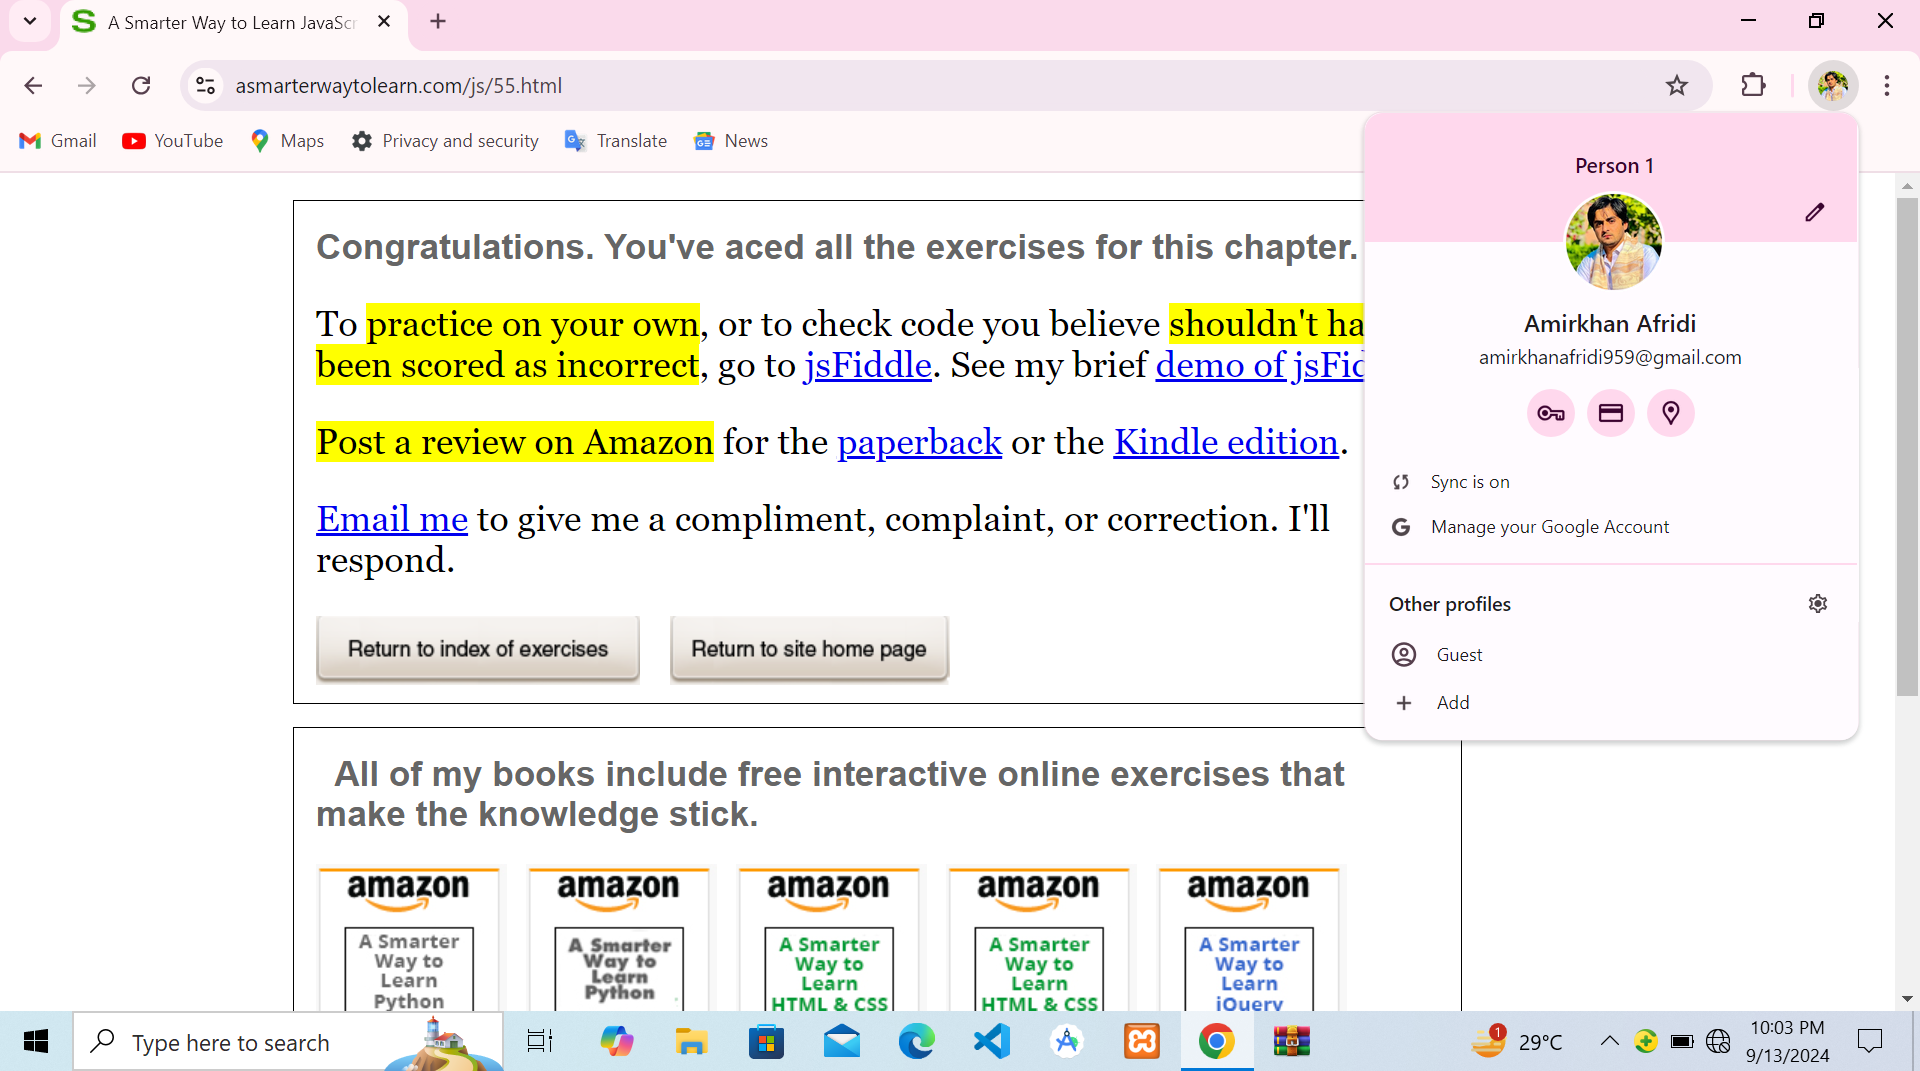 A Smarter Way to Learn JavaScr
asmarterwaytolearn.com/js/55.html
Gmail
YouTube
Maps
Privacy and security
Translate
News
Congratulations. You've aced all the exercises for this chapter.
To practice on your own, or to check code you believe shouldn't ha
been scored as incorrect, go to jsFiddle. See my brief demo of jsFid
Post a review on Amazon for the paperback or the Kindle edition.
Email me to give me a compliment, complaint, or correction. I'll
respond.
Return to index of exercises
Return to site home page
Person 1
Amirkhan Afridi
amirkhanafridi959@gmail.com
Sync is on
Manage your Google Account
Other profiles
Guest
Add
All of my books include free interactive online exercises that
make the knowledge stick.
amazon
A Smarter
Way to
Learn
Python
amazon
A Smarter
Way to
Learn
Python
amazon
A Smarter
Way to
Learn
HTML & CSS
amazon
A Smarter
Way to
Learn
HTML & CSS
amazon
A Smarter
Way to
Learn
jQuery
Type here to search
1
29°C
10:03 PM
9/13/2024